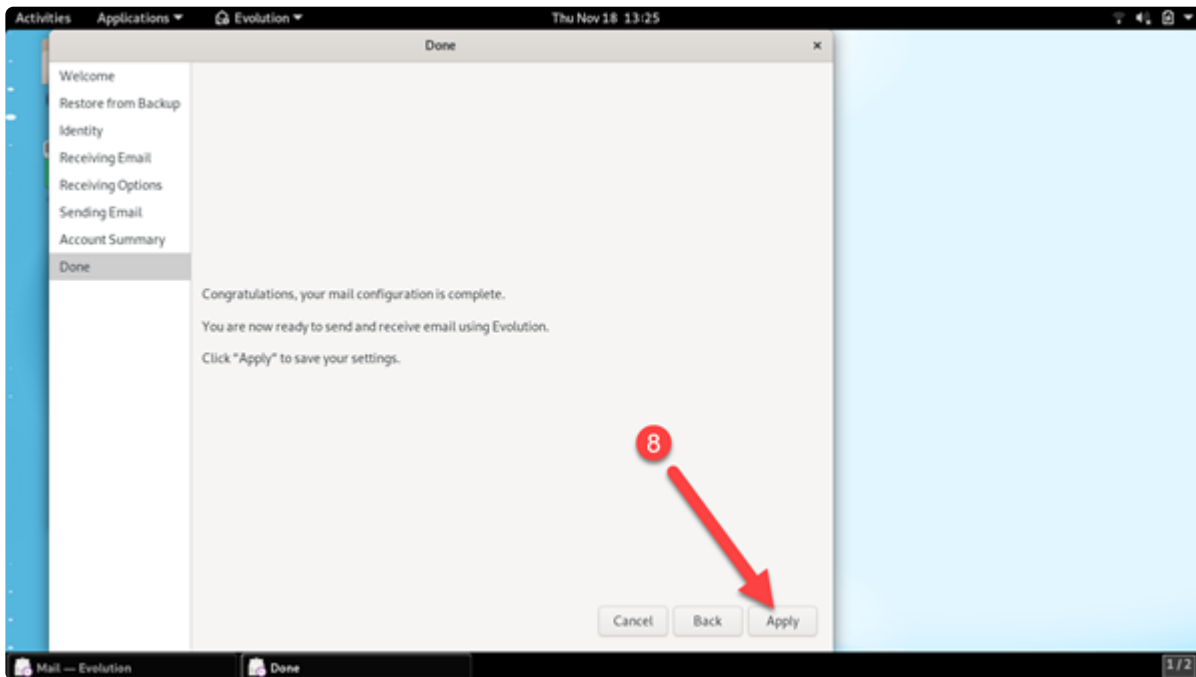 Activities Applications Evolution Thu Nov 18 13:25
Done
Welcome
Restore from Backup
Identity
Receiving Email
Receiving Options
Sending Email
Account Summary
Done
Congratulations, your mail configuration is complete.
You are now ready to send and receive email using Evolution.
Click "Apply" to save your settings.
8
Cancel Back Apply
Mail — Evolution Done 1/2